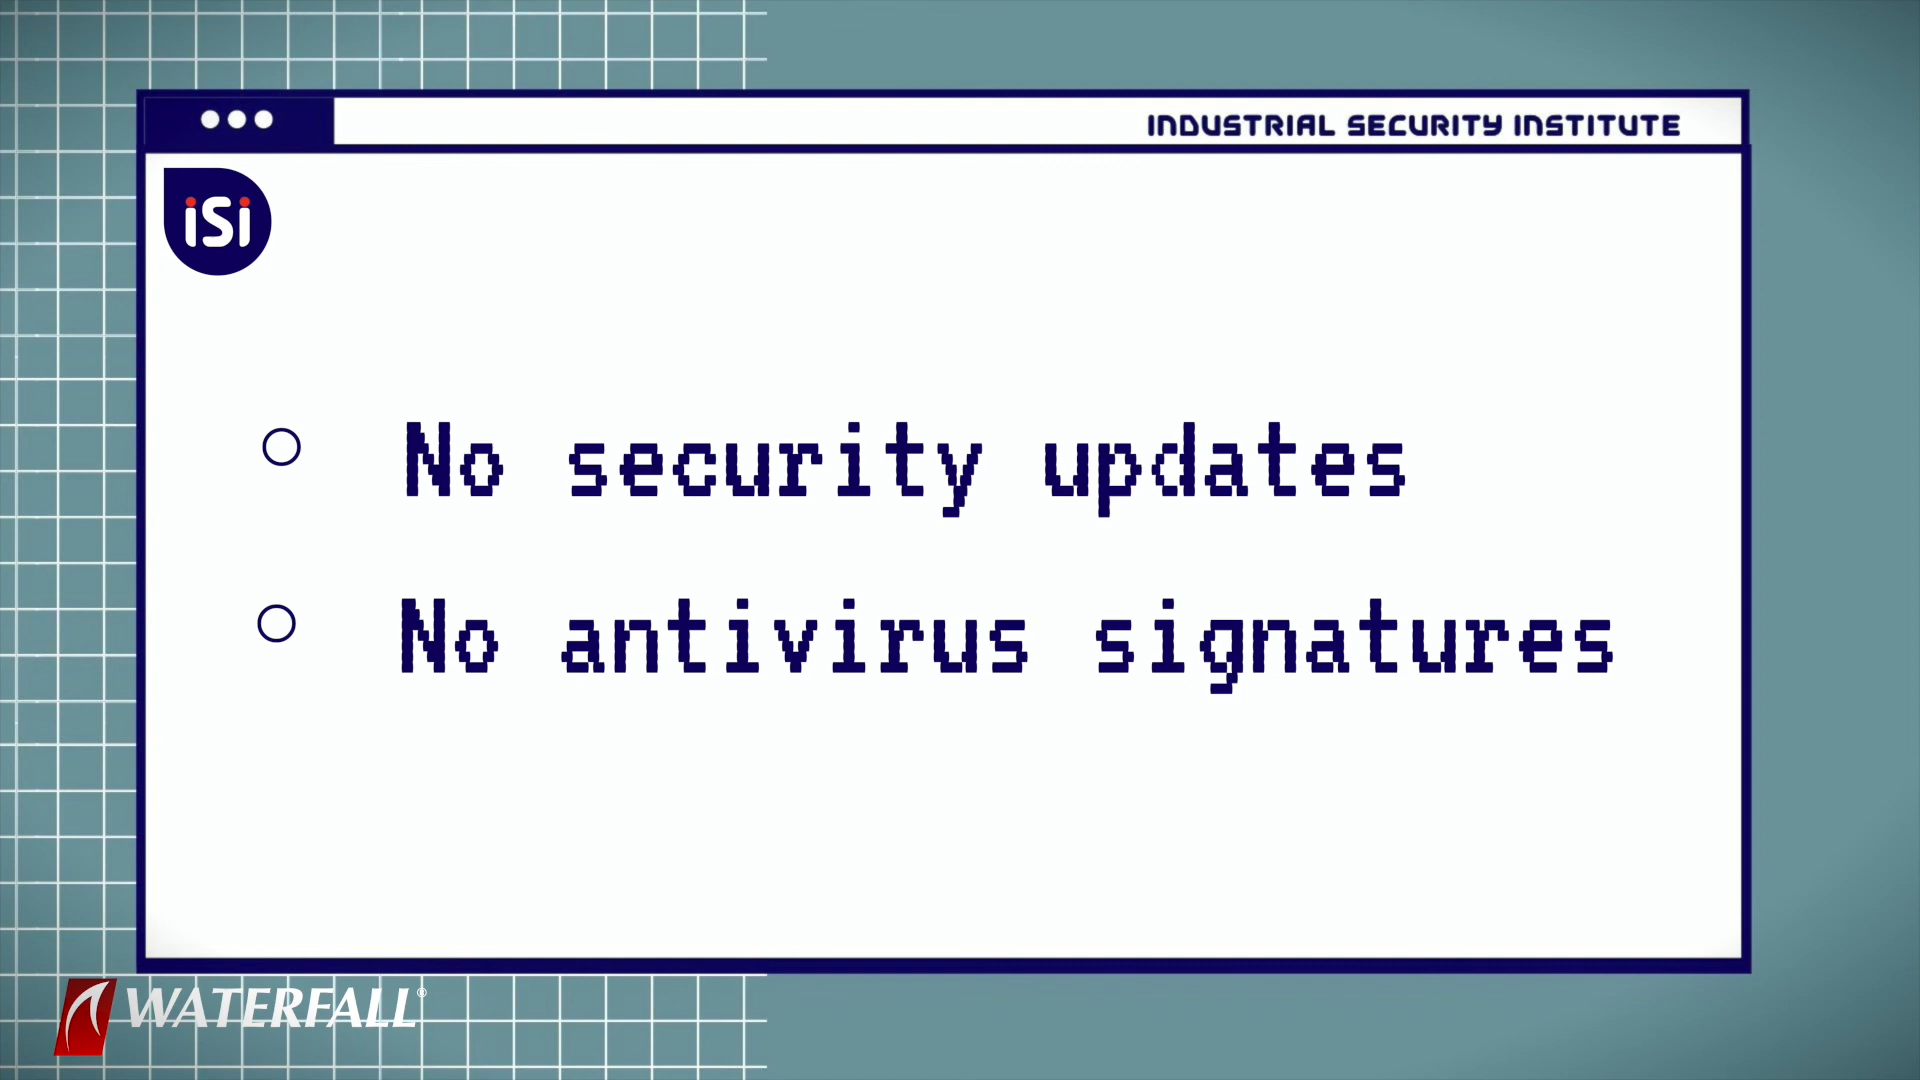 INDUSTRIAL SECURITY INSTITUTE
iSi
No security updates
No antivirus signatures
WATERFALL®